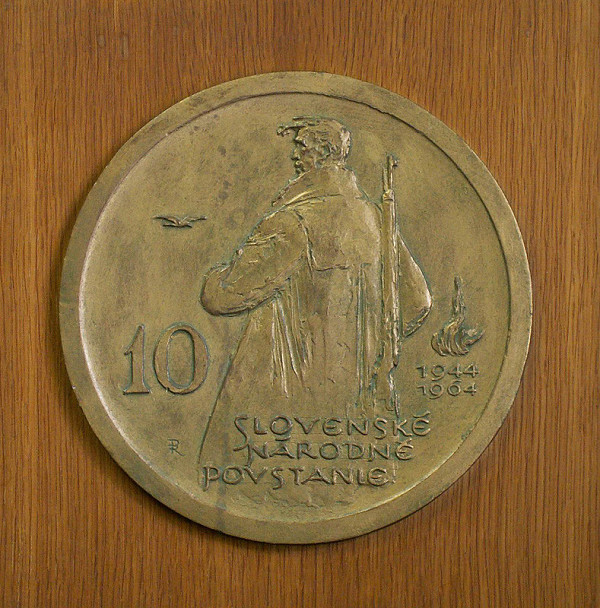 10
1944
1964
SLOVENSKÉ
NÁRODNÉ
POVSTANIE